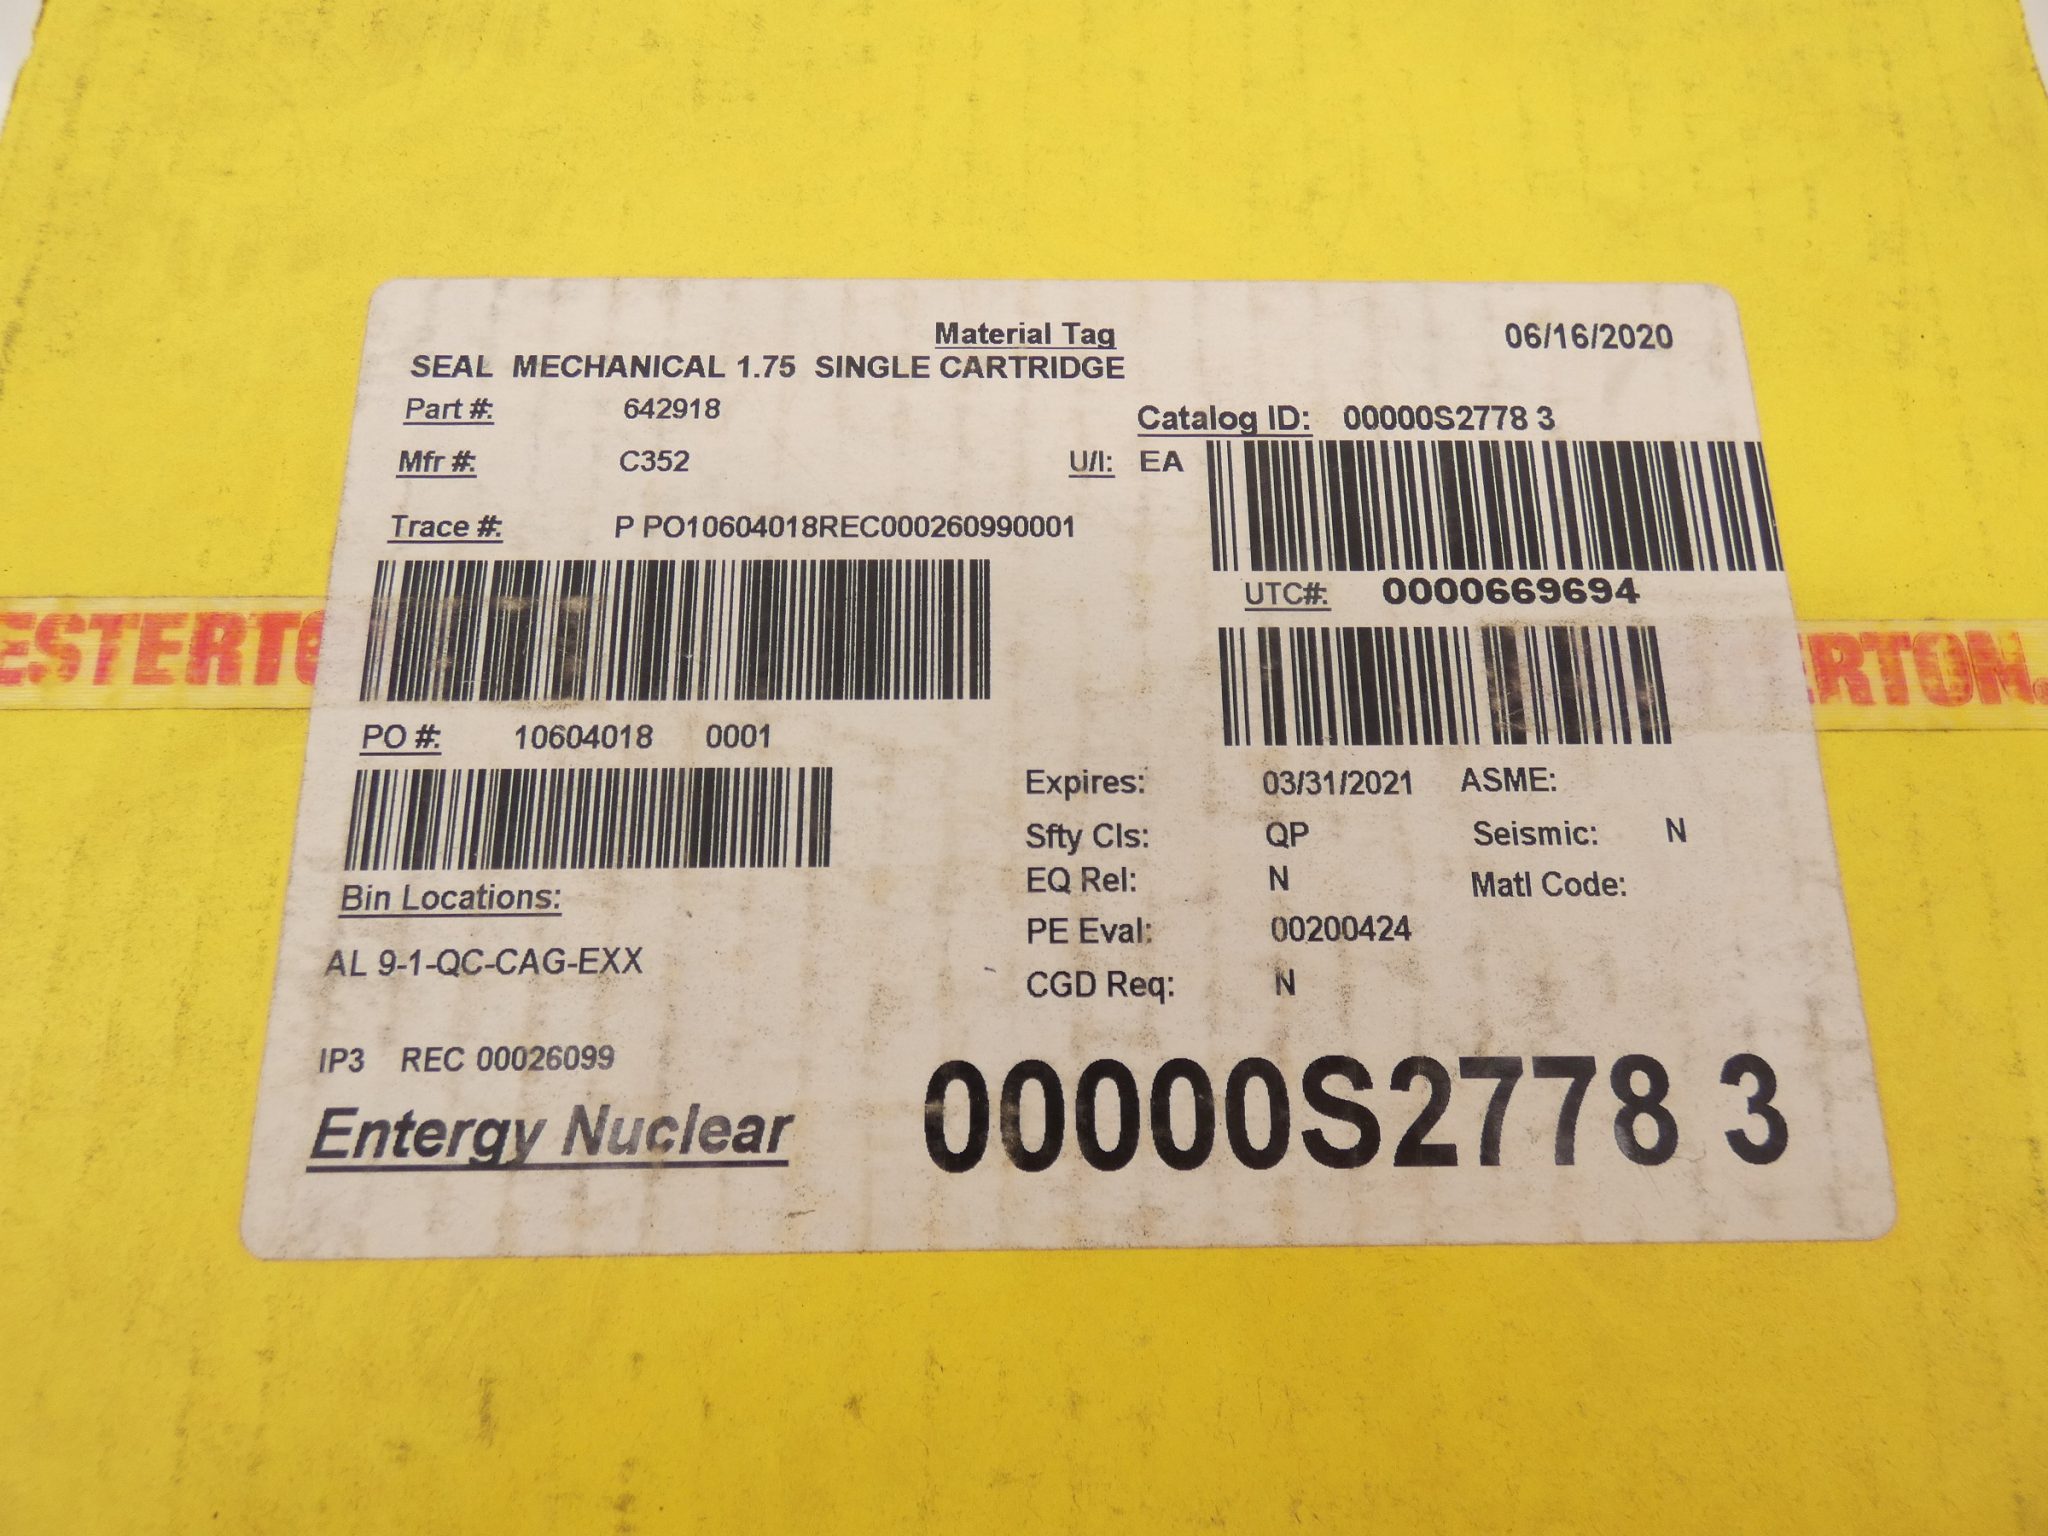 Material Tag 06/16/2020
SEAL MECHANICAL 1.75 SINGLE CARTRIDGE
Part #: 642918
Catalog ID: 00000S2778 3
Mfr #: C352 U/I: EA
Trace #: P PO10604018REC000260990001
UTC#: 0000669694
ESTERTO
ERTON.
PO #: 10604018 0001
Expires: 03/31/2021 ASME:
Sfty Cls: QP Seismic: N
EQ Rel: N Matl Code:
Bin Locations:
PE Eval: 00200424
AL 9-1-QC-CAG-EXX
CGD Req: N
IP3 REC 00026099
Entergy Nuclear
00000S2778 3